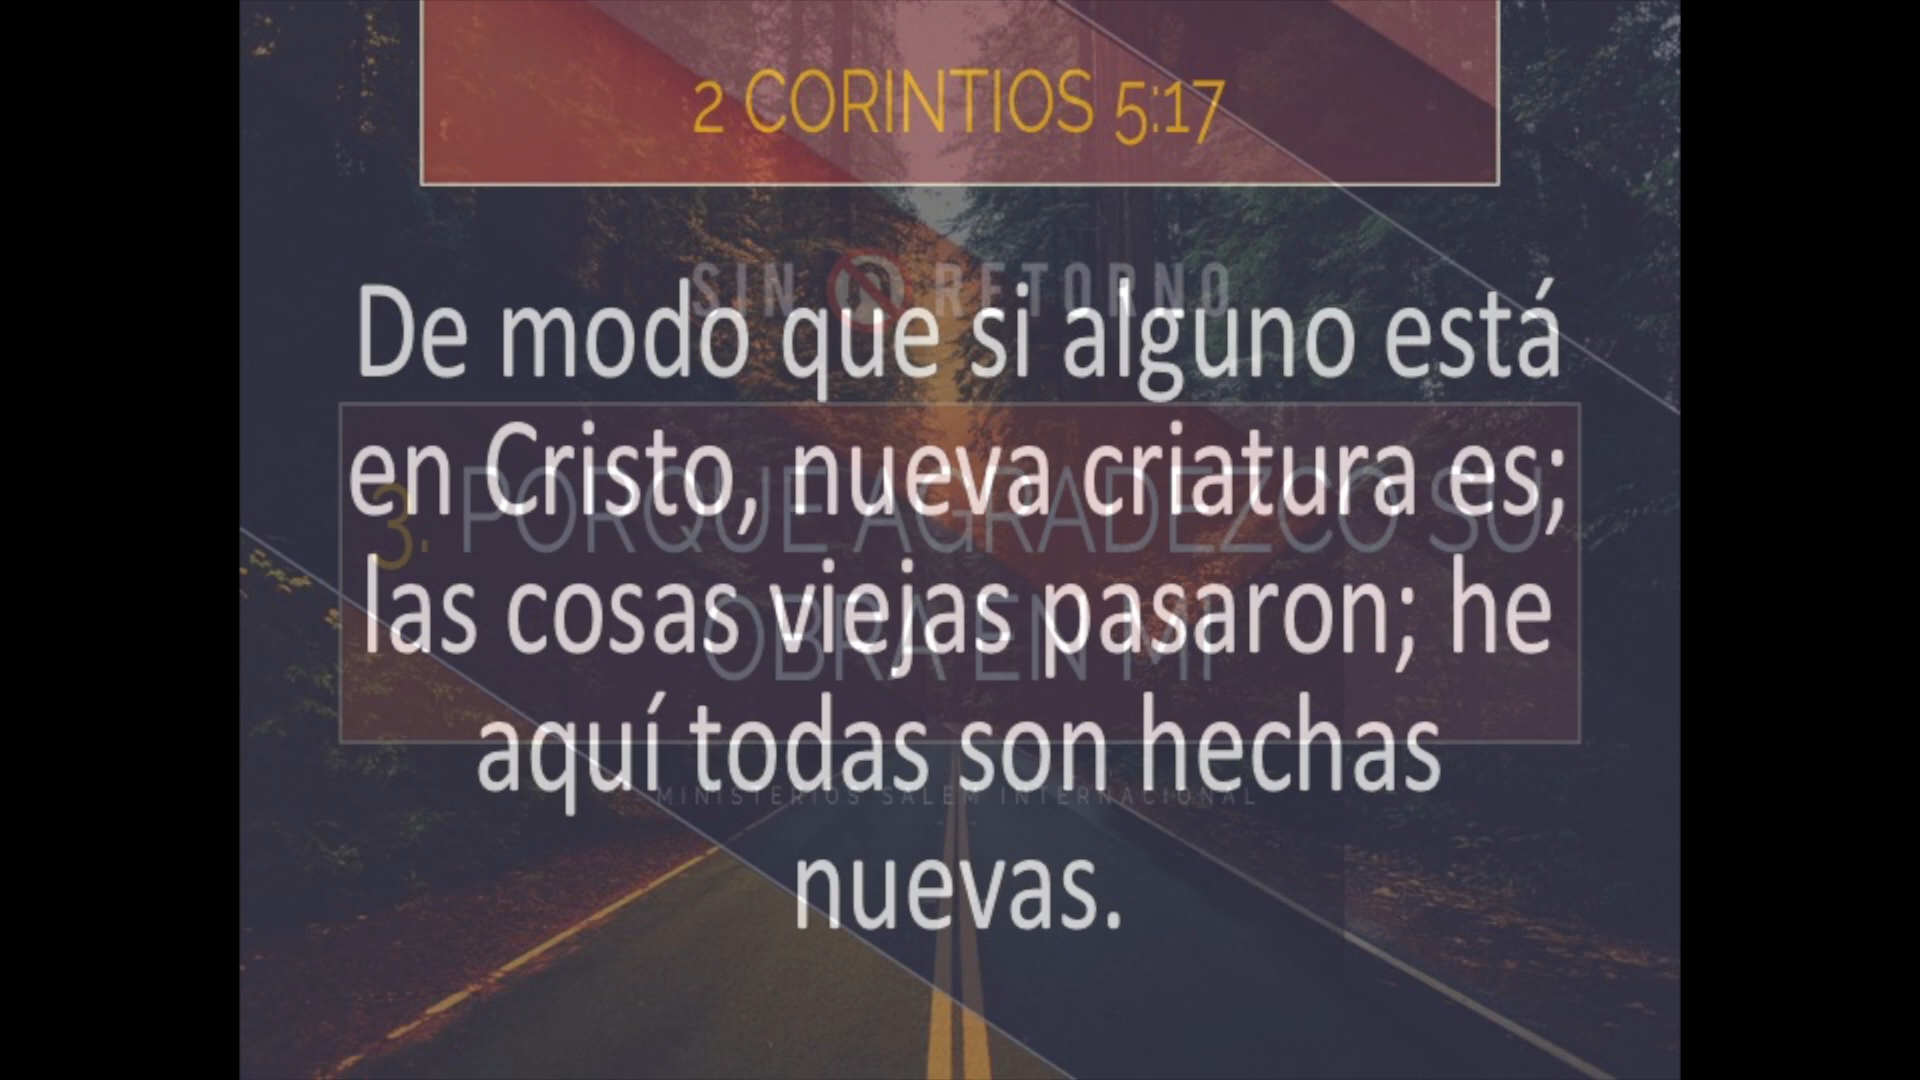 2 CORINTIOS 5:17
SIN RETORNO
De modo que si alguno está
en Cristo, nueva criatura es;
3. PORQUE AGRADEZCO SU
las cosas viejas pasaron; he
OBRA EN MI
aquí todas son hechas
MINISTERIOS SALEM INTERNACIONAL
nuevas.